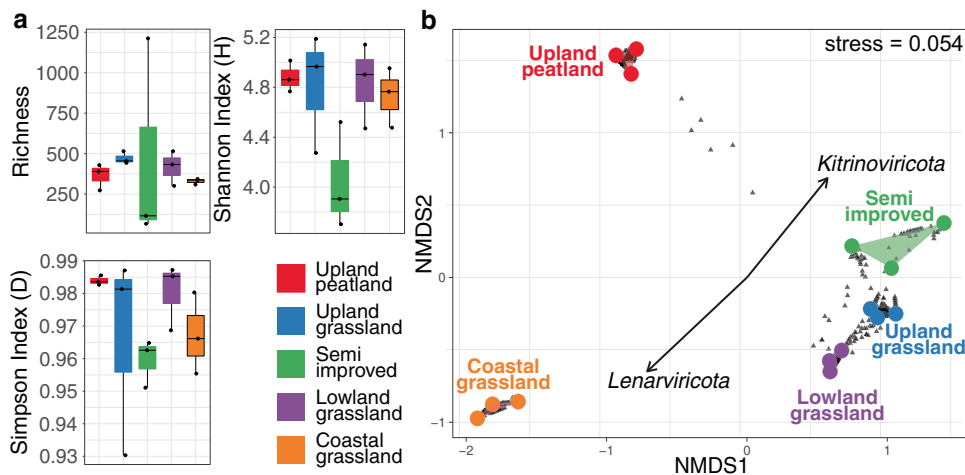 a
Richness
1250
1000
750
500
250
Shannon Index (H)
5.2
4.8
4.4
4.0
Simpson Index (D)
0.99
0.98
0.97
0.96
0.95
0.94
0.93
Upland
peatland
Upland
grassland
Semi
improved
Lowland
grassland
Coastal
grassland
b
stress = 0.054
Upland
peatland
Kitrinoviricota
Semi
improved
Upland
grassland
Lowland
grassland
Coastal
grassland
Lenarviricota
NMDS2
1
0
−1
−2
−1
0
1
NMDS1